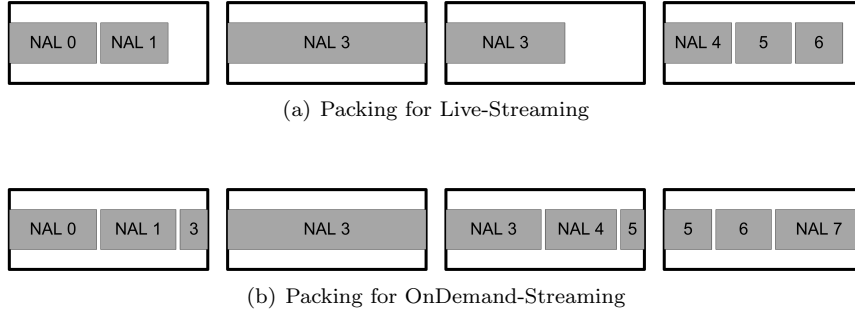 NAL 0 NAL 1 NAL 3 NAL 3 NAL 4 5 6
(a) Packing for Live-Streaming
NAL 0 NAL 1 3 NAL 3 NAL 3 NAL 4 5 5 6 NAL 7
(b) Packing for OnDemand-Streaming